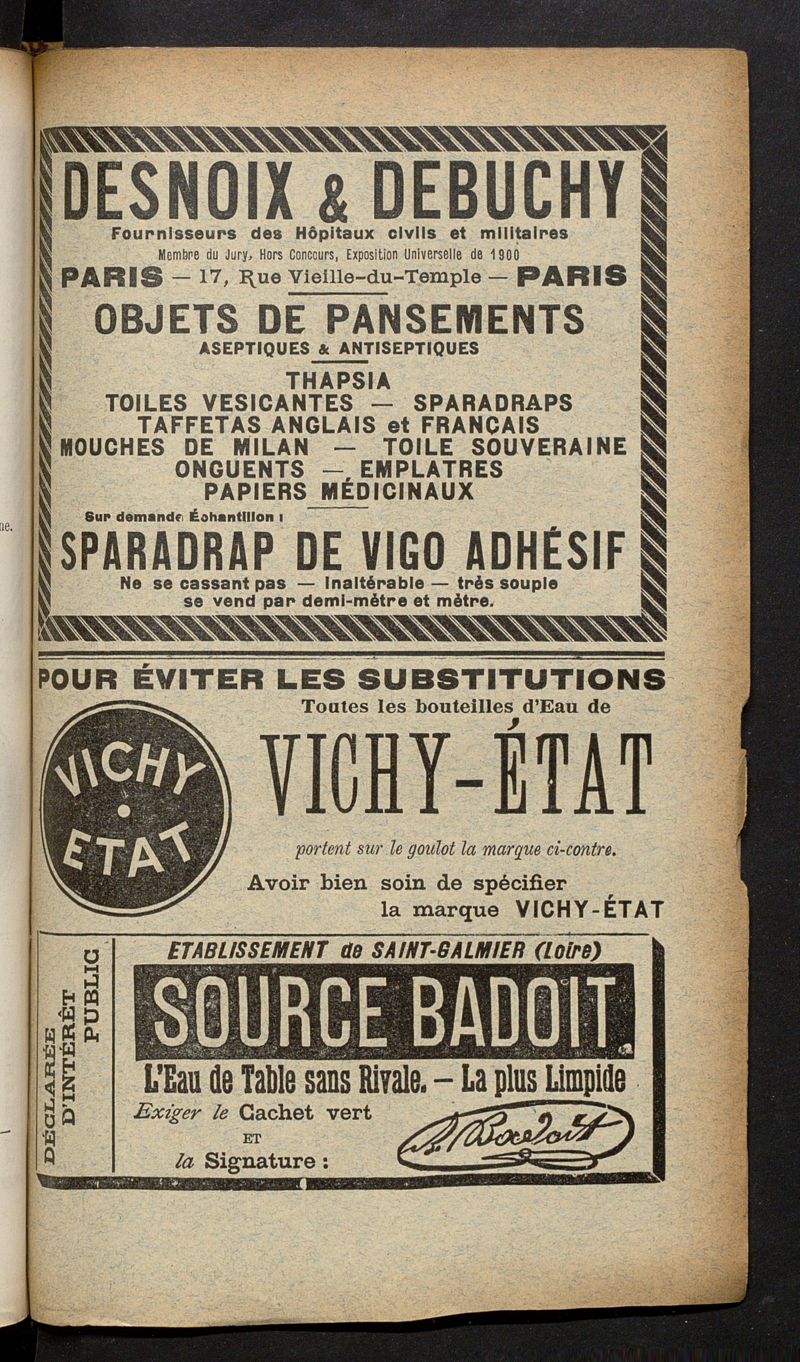 DESNOIX & DEBUCHY
Fournisseurs des Hôpitaux civils et militaires
Membre du Jury, Hors Concours, Exposition Universelle de 1900
PARIS — 17, Rue Vieille-du-Temple — PARIS
OBJETS DE PANSEMENTS
ASEPTIQUES & ANTISEPTIQUES
THAPSIA
TOILES VESICANTES — SPARADRAPS
TAFFETAS ANGLAIS et FRANÇAIS
MOUCHES DE MILAN — TOILE SOUVERAINE
ONGUENTS — EMPLATRES
PAPIERS MÉDICINAUX
Sur demande Échantillon :
SPARADRAP DE VIGO ADHÉSIF
Ne se cassant pas — Inaltérable — très souple
se vend par demi-mètre et mètre.
POUR ÉVITER LES SUBSTITUTIONS
Toutes les bouteilles d'Eau de
VICHY-ÉTAT
VICHY
ETAT
portent sur le goulot la marque ci-contre.
Avoir bien soin de spécifier
la marque VICHY-ÉTAT
DÉCLARÉE
D'INTÉRÊT
PUBLIC
ETABLISSEMENT de SAINT-GALMIER (Loire)
SOURCE BADOIT
L'Eau de Table sans Rivale. — La plus Limpide
Exiger le Cachet vert
ET
la Signature :
Badoit
ne.